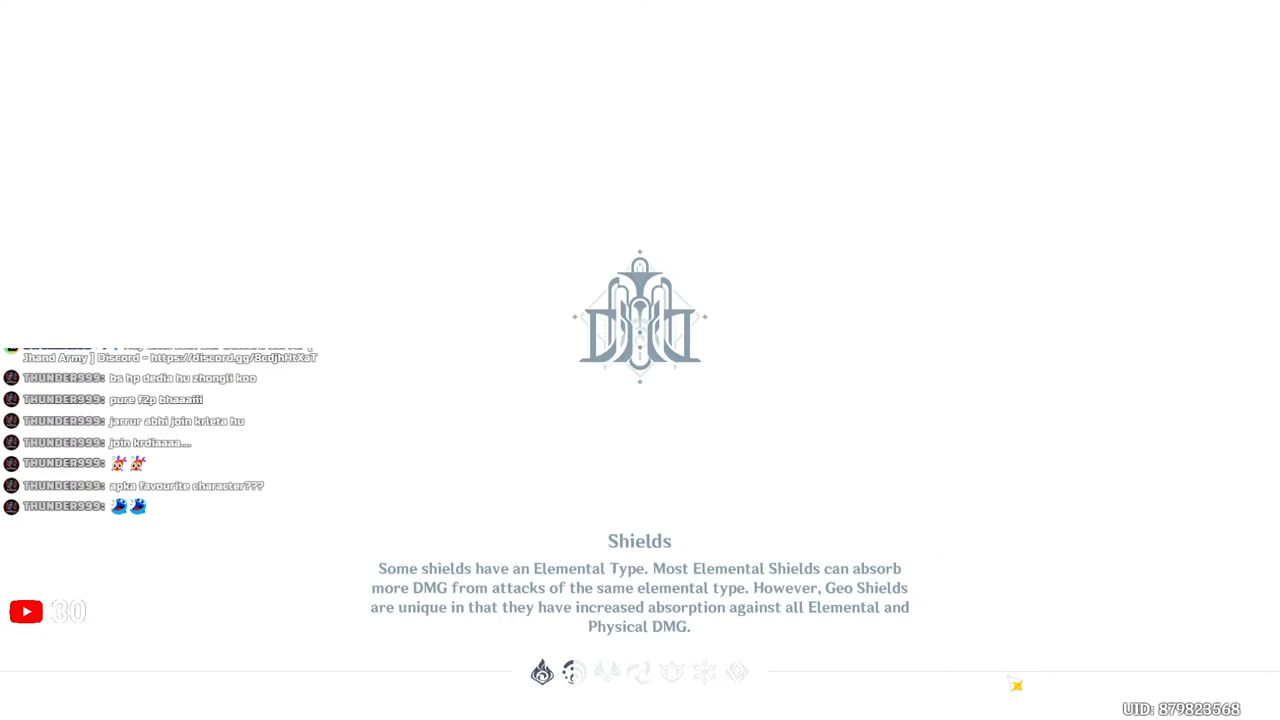 Jhand Army ] Discord - https://discord.gg/BcdjhHtXaT
THUNDER999: bs hp dedia hu zhongli koo
THUNDER999: pure f2p bhaaiii
THUNDER999: jarrur abhi join krleta hu
THUNDER999: join krdiaaaa....
THUNDER999:
THUNDER999: apka favourite character???
THUNDER999:
30
Shields
Some shields have an Elemental Type. Most Elemental Shields can absorb
more DMG from attacks of the same elemental type. However, Geo Shields
are unique in that they have increased absorption against all Elemental and
Physical DMG.
UID: 879823568